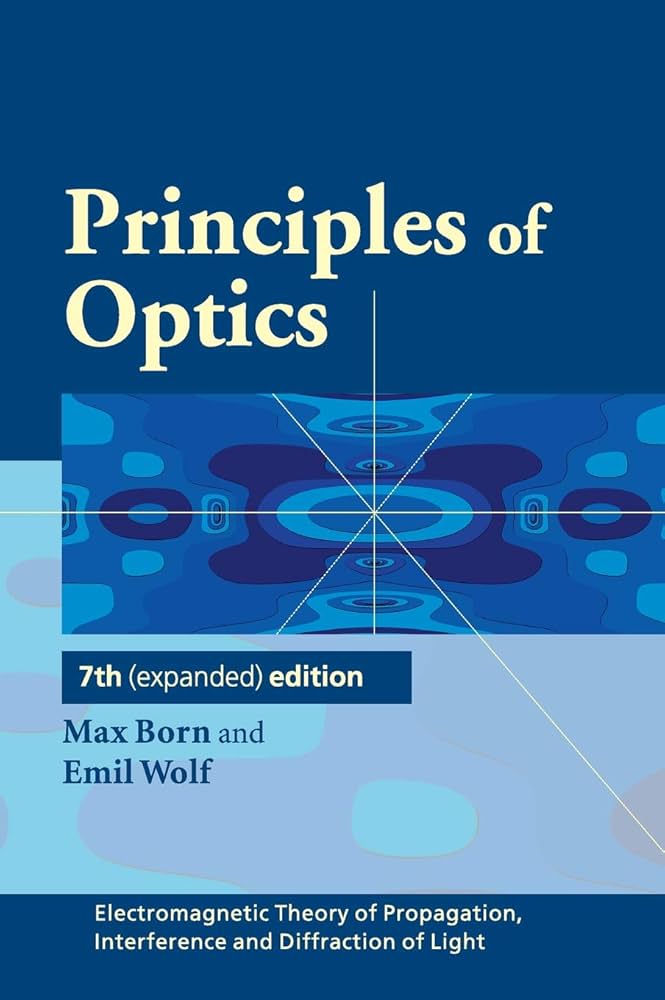 Principles of
Optics
7th (expanded) edition
Max Born and
Emil Wolf
Electromagnetic Theory of Propagation,
Interference and Diffraction of Light